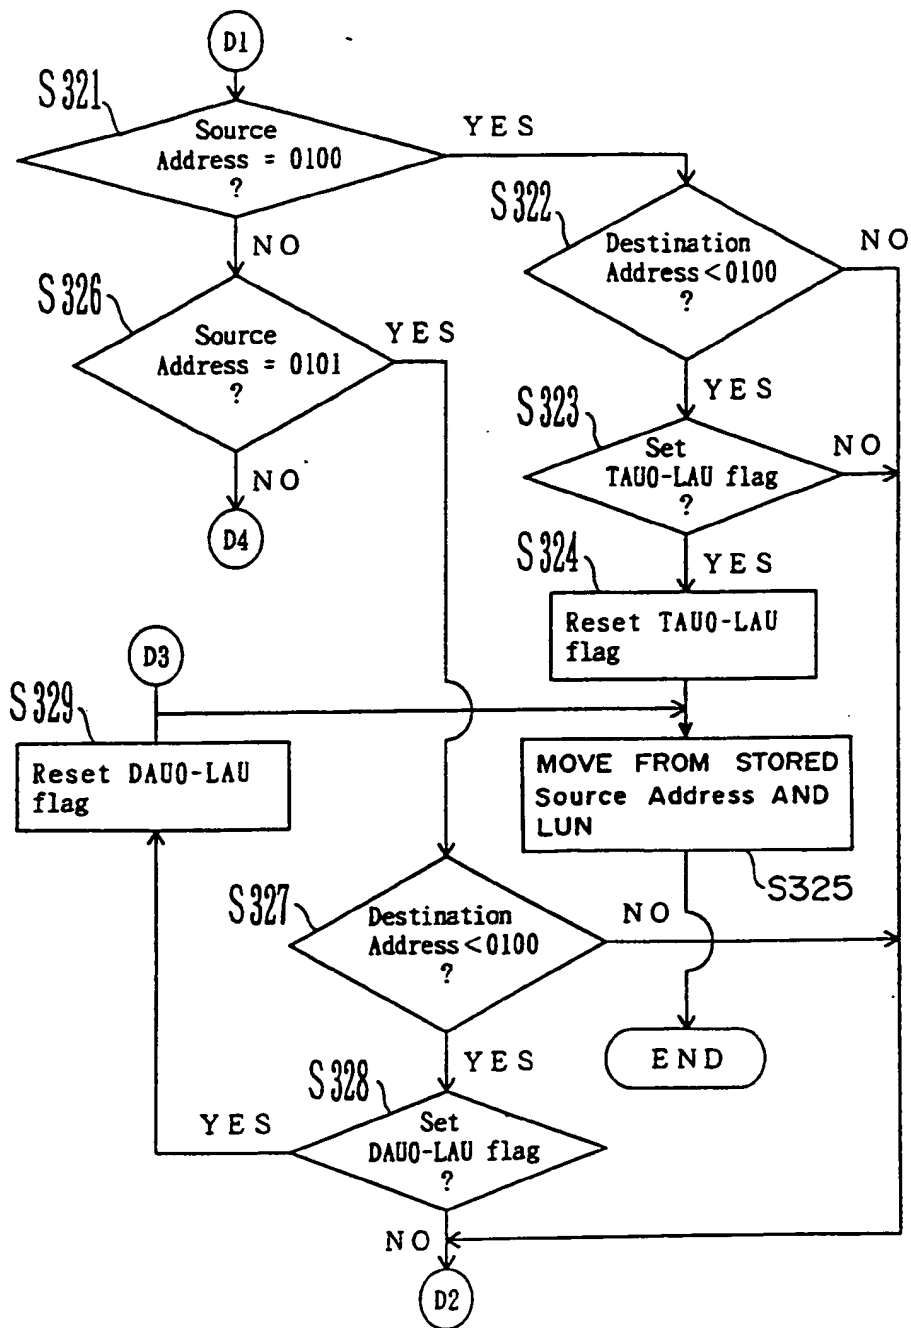 D1
S321
Source
Address = 0100
?
YES
NO
S322
Destination
Address<0100
?
NO
YES
S326
Source
Address = 0101
?
YES
NO
D4
S323
Set
TAU0-LAU flag
?
NO
YES
S324
Reset TAU0-LAU
flag
D3
S329
Reset DAU0-LAU
flag
MOVE FROM STORED
Source Address AND
LUN
S325
S327
Destination
Address<0100
?
NO
YES
END
S328
Set
DAU0-LAU flag
?
YES
NO
D2